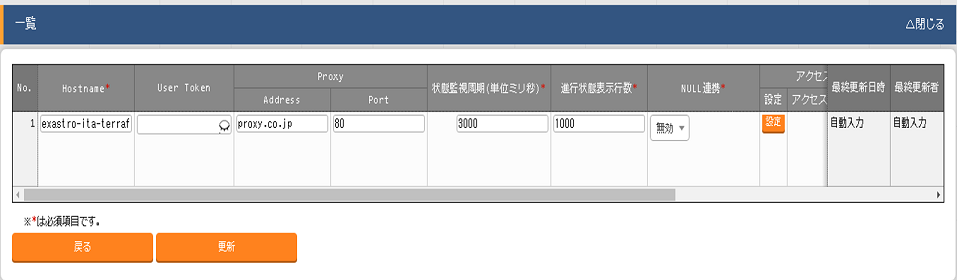 一覧
△閉じる
No.
Hostname*
User Token
Proxy
Address
Port
状態監視周期(単位ミリ秒)*
進行状態表示行数*
NULL連携*
アクセス
設定
アクセス
最終更新日時
最終更新者
1
exastro-ita-terraf
proxy.co.jp
80
3000
1000
無効 ▼
設定
自動入力
自動入力
※*は必須項目です。
戻る
更新